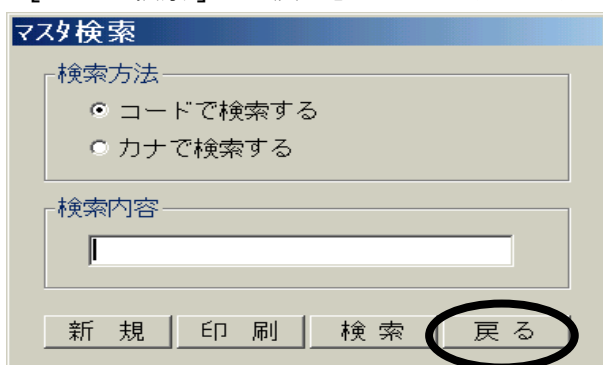 マスタ検索
検索方法
コードで検索する
カナで検索する
検索内容
新 規 印 刷 検 索 戻 る